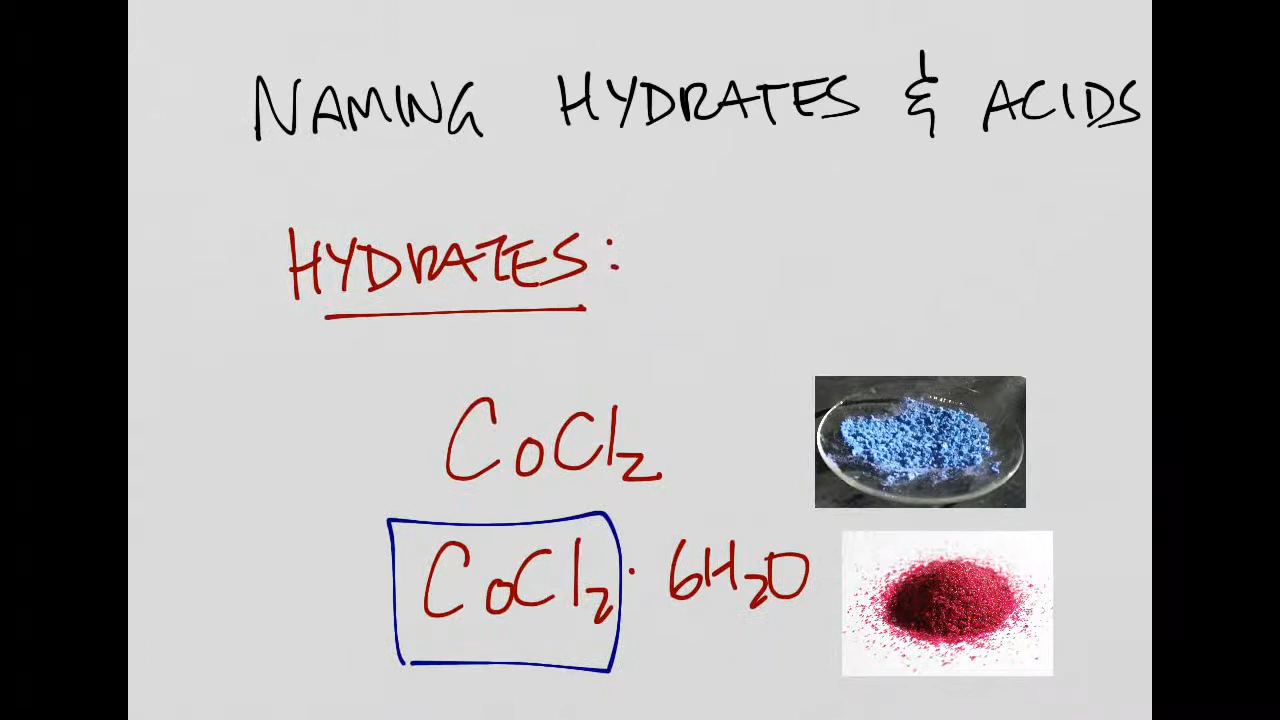 NAMING HYDRATES & ACIDS
HYDRATES:
CoCl₂
CoCl₂ · 6H₂O